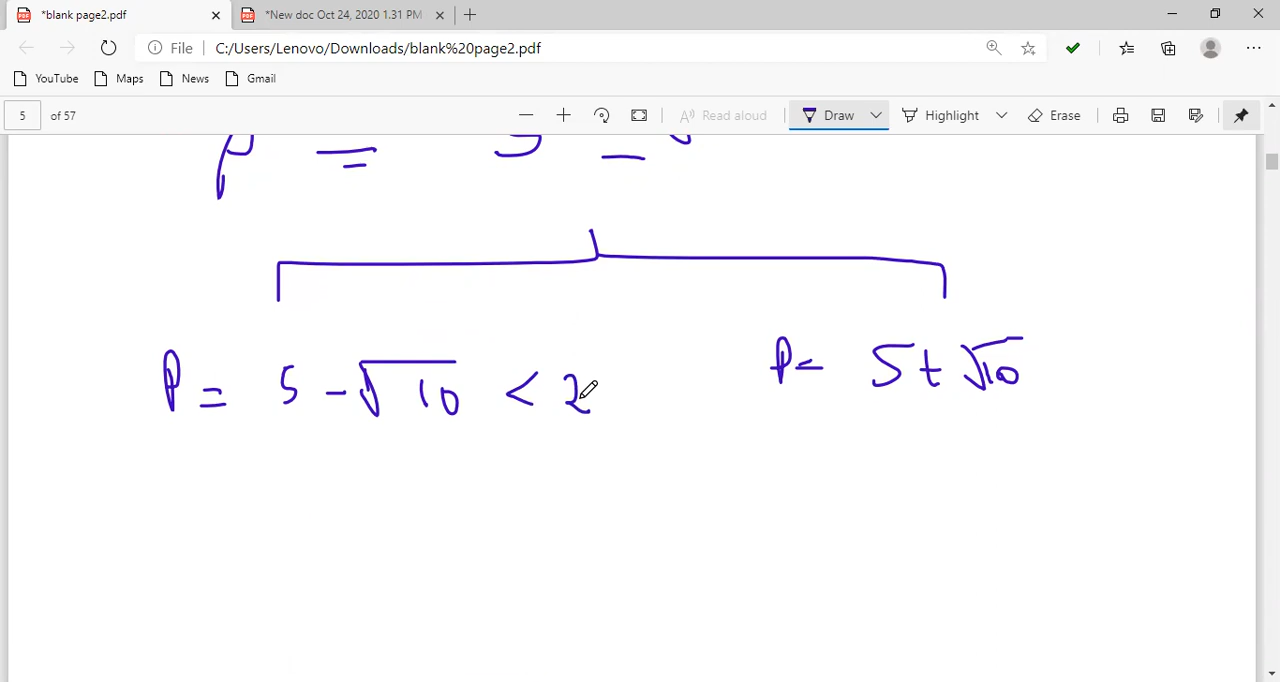 *blank page2.pdf
*New doc Oct 24, 2020 1.31 PM
File C:/Users/Lenovo/Downloads/blank%20page2.pdf
YouTube Maps News Gmail
5 of 57 Read aloud Draw Highlight Erase
P = 5 - √10 < 2
P = 5 + √10